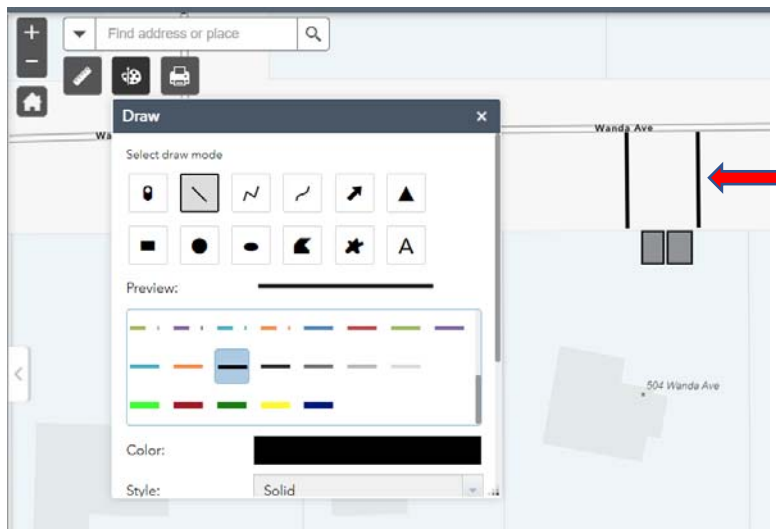 +
Find address or place
−
Draw ×
Wa
Wanda Ave
Select draw mode
A
Preview:
504 Wanda Ave
Color:
Style: Solid